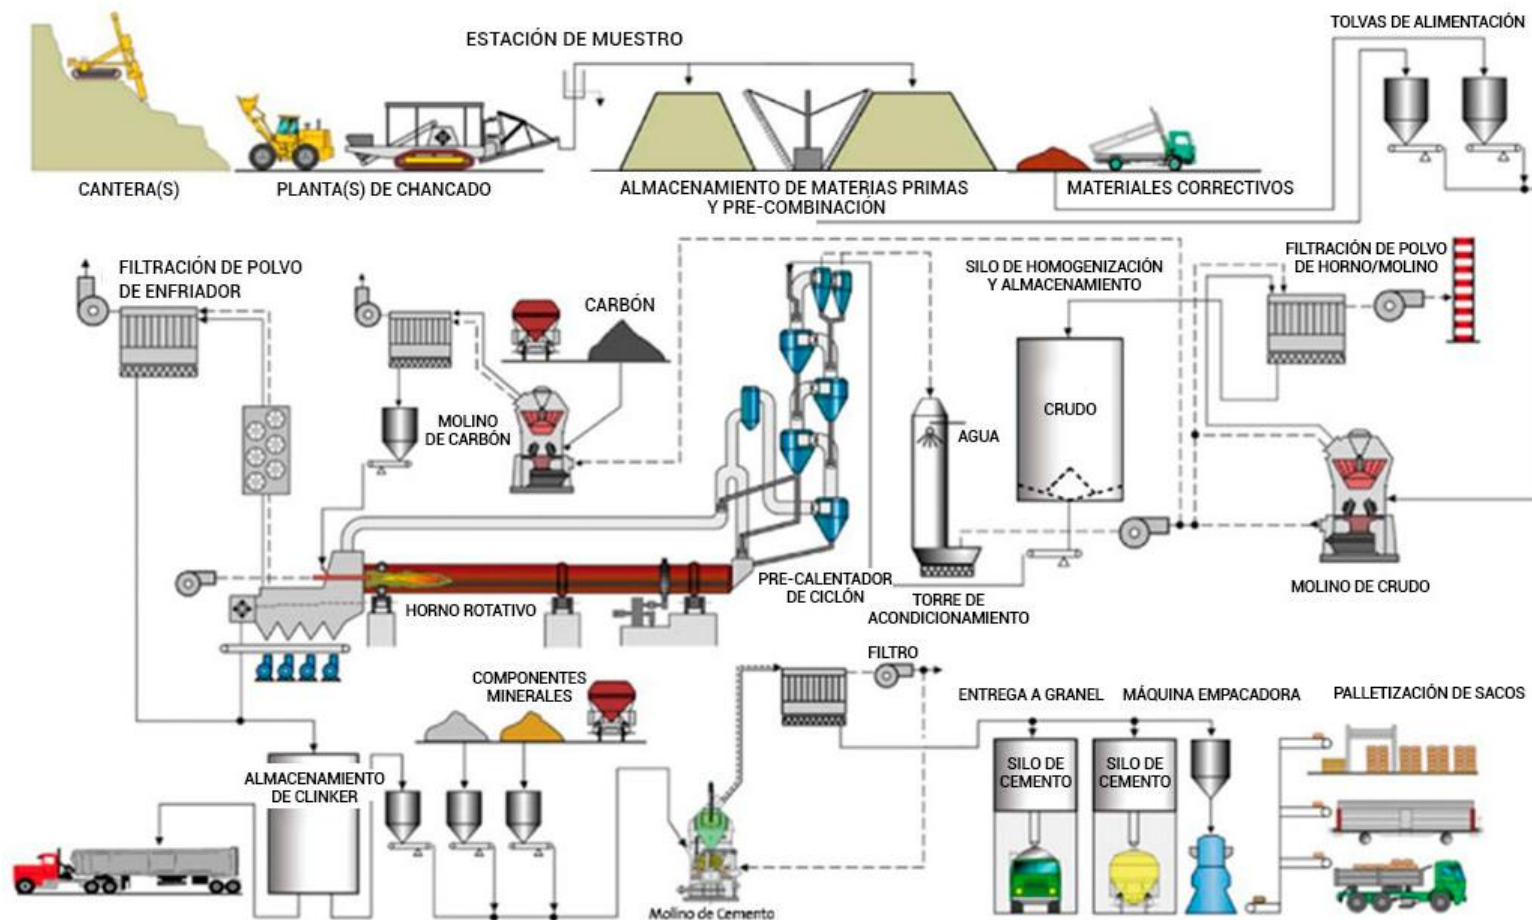 TOLVAS DE ALIMENTACIÓN
ESTACIÓN DE MUESTRO
CANTERA(S)
PLANTA(S) DE CHANCADO
ALMACENAMIENTO DE MATERIAS PRIMAS
Y PRE-COMBINACIÓN
MATERIALES CORRECTIVOS
FILTRACIÓN DE POLVO
DE ENFRIADOR
CARBÓN
MOLINO
DE CARBÓN
SILO DE HOMOGENIZACIÓN
Y ALMACENAMIENTO
FILTRACIÓN DE POLVO
DE HORNO/MOLINO
CRUDO
AGUA
HORNO ROTATIVO
PRE-CALENTADOR
DE CICLÓN
TORRE DE
ACONDICIONAMIENTO
MOLINO DE CRUDO
COMPONENTES
MINERALES
FILTRO
ENTREGA A GRANEL
MÁQUINA EMPACADORA
PALLETIZACIÓN DE SACOS
ALMACENAMIENTO
DE CLINKER
SILO DE
CEMENTO
SILO DE
CEMENTO
Molino de Cemento